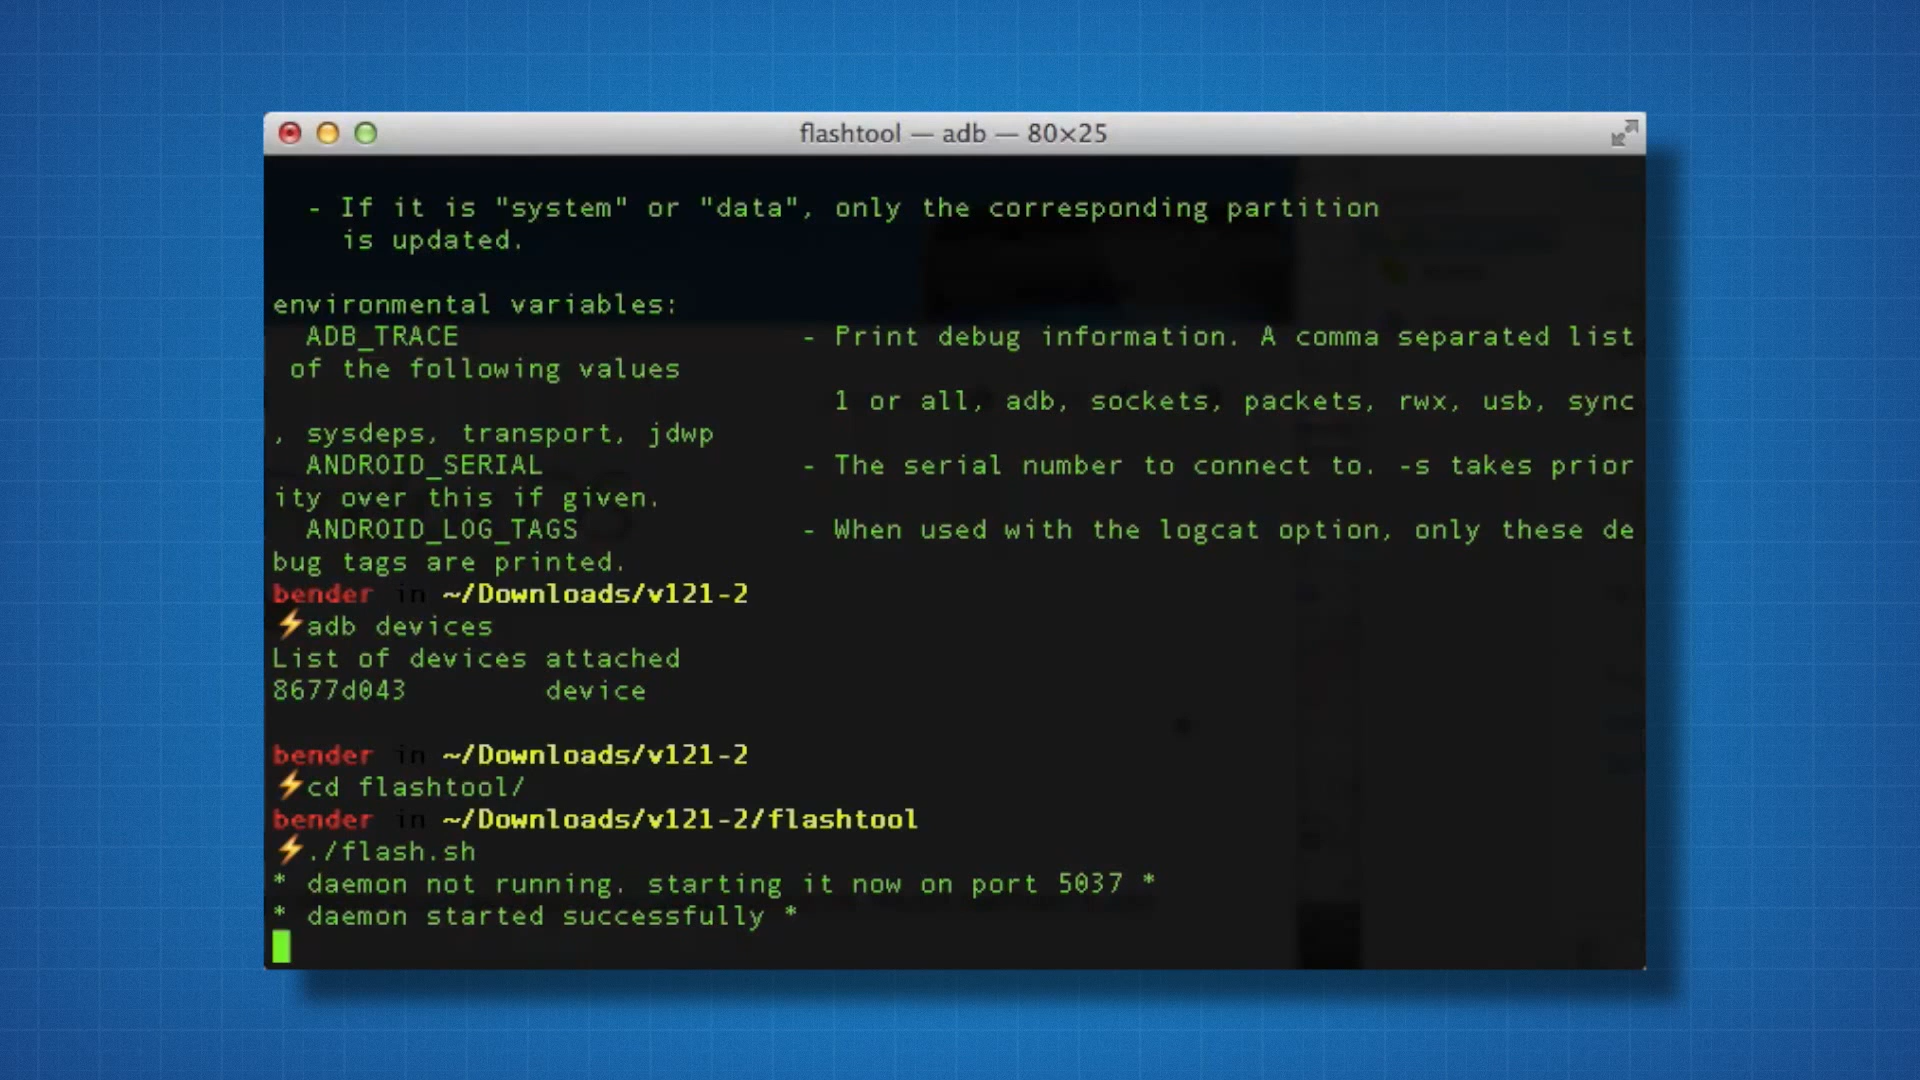 flashtool — adb — 80×25
- If it is "system" or "data", only the corresponding partition
is updated.
environmental variables:
ADB_TRACE - Print debug information. A comma separated list
of the following values
1 or all, adb, sockets, packets, rwx, usb, sync
, sysdeps, transport, jdwp
ANDROID_SERIAL - The serial number to connect to. -s takes prior
ity over this if given.
ANDROID_LOG_TAGS - When used with the logcat option, only these de
bug tags are printed.
bender in ~/Downloads/v121-2
⚡adb devices
List of devices attached
8677d043 device
bender in ~/Downloads/v121-2
⚡cd flashtool/
bender in ~/Downloads/v121-2/flashtool
⚡./flash.sh
* daemon not running. starting it now on port 5037 *
* daemon started successfully *